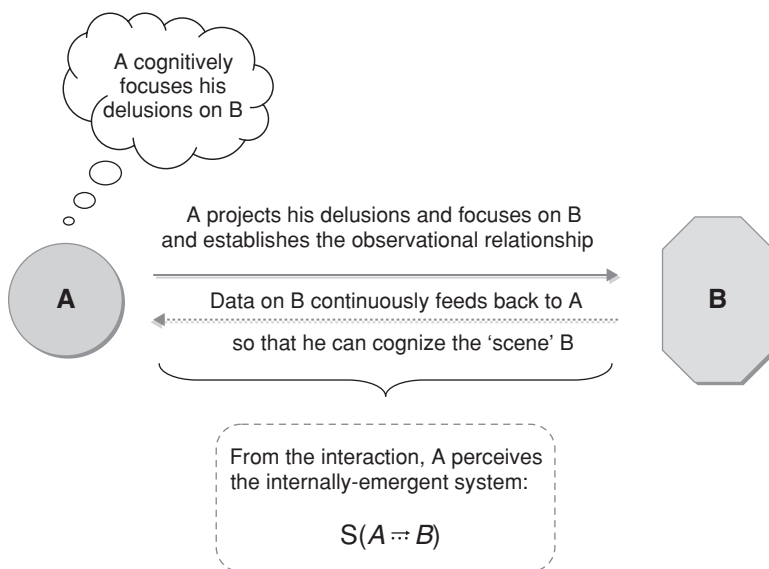 A cognitively
focuses his
delusions on B
A projects his delusions and focuses on B
and establishes the observational relationship
A
B
Data on B continuously feeds back to A
so that he can cognize the ‘scene’ B
From the interaction, A perceives
the internally-emergent system:
S(A ⃗... B)